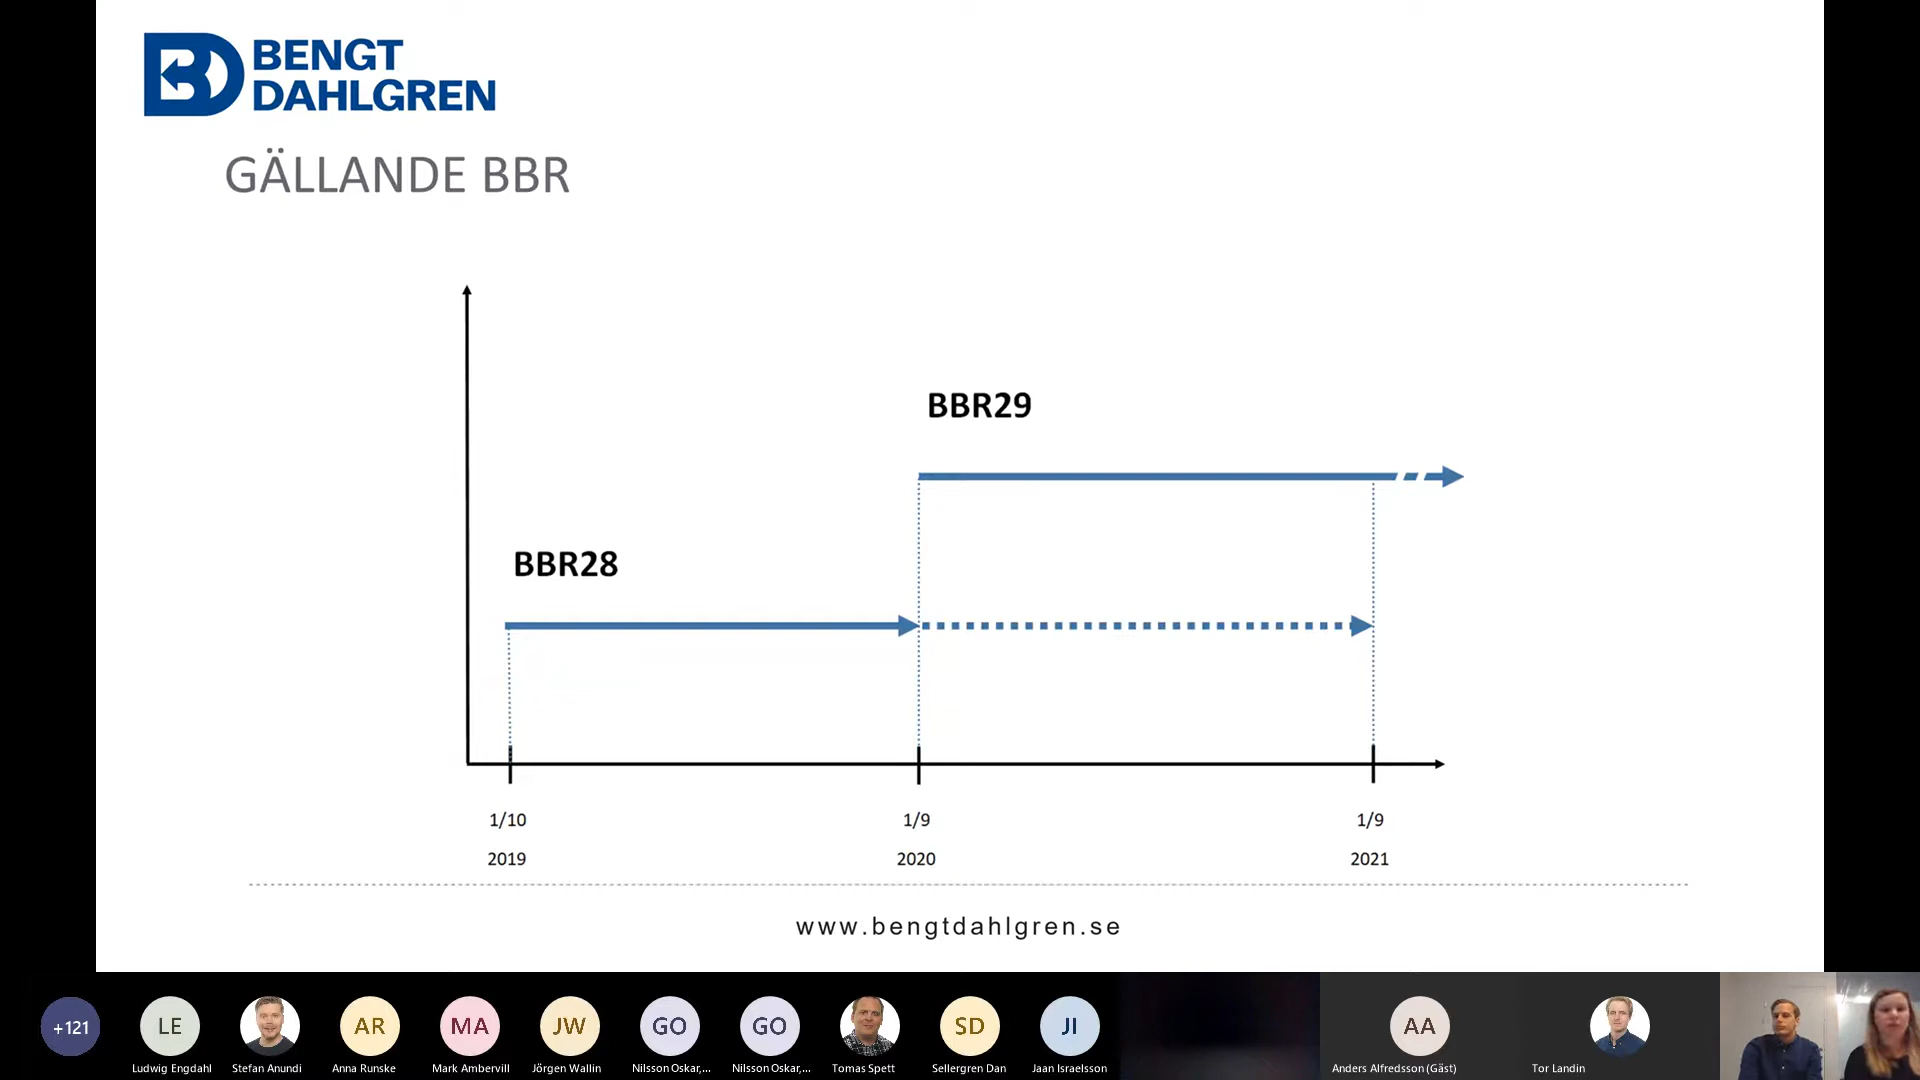 BD BENGT
DAHLGREN
GÄLLANDE BBR
BBR29
BBR28
1/10
2019
1/9
2020
1/9
2021
www.bengtdahlgren.se
+121
LE
AR
MA
JW
GO
GO
SD
JI
AA
Ludwig Engdahl
Stefan Anundi
Anna Runske
Mark Ambervill
Jörgen Wallin
Nilsson Oskar,...
Nilsson Oskar,...
Tomas Spett
Sellergren Dan
Jaan Israelsson
Anders Alfredsson (Gäst)
Tor Landin